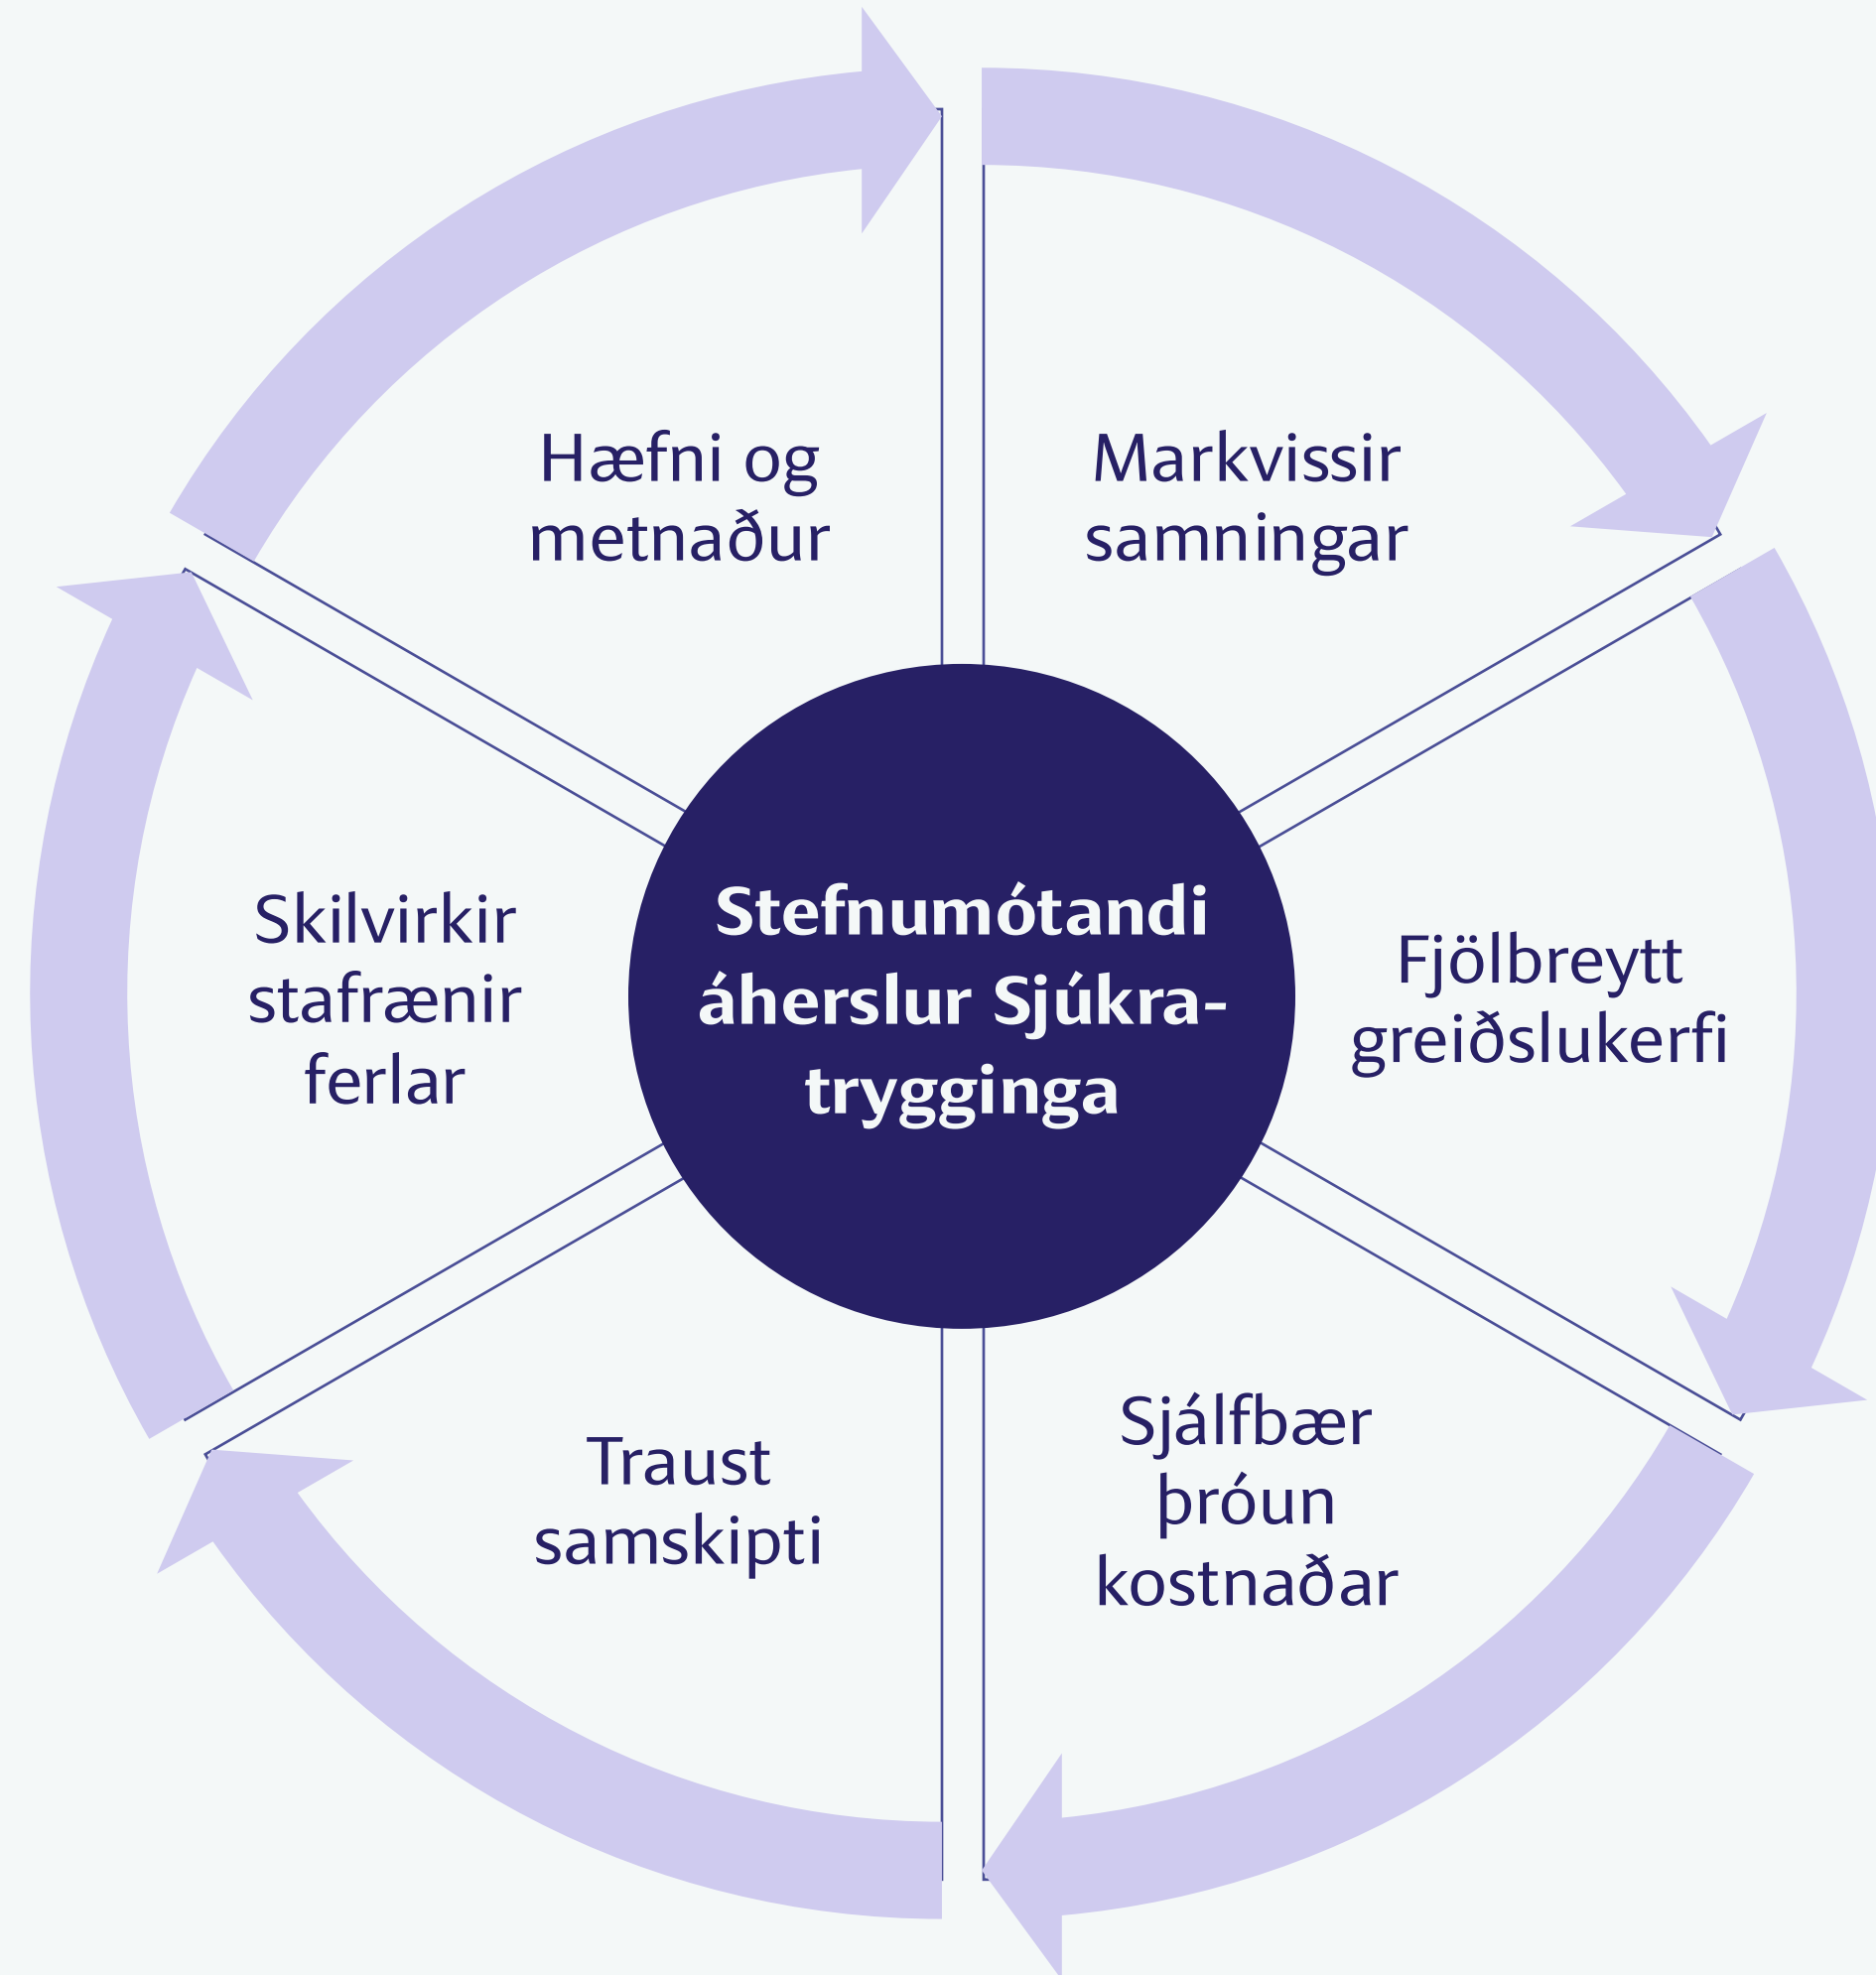 Hæfni og
metnaður
Markvissir
samningar
Skilvirkir
stafrænir
ferlar
Stefnumótandi
áherslur Sjúkra-
trygginga
Fjölbreytt
greiðslukerfi
Traust
samskipti
Sjálfbær
þróun
kostnaðar